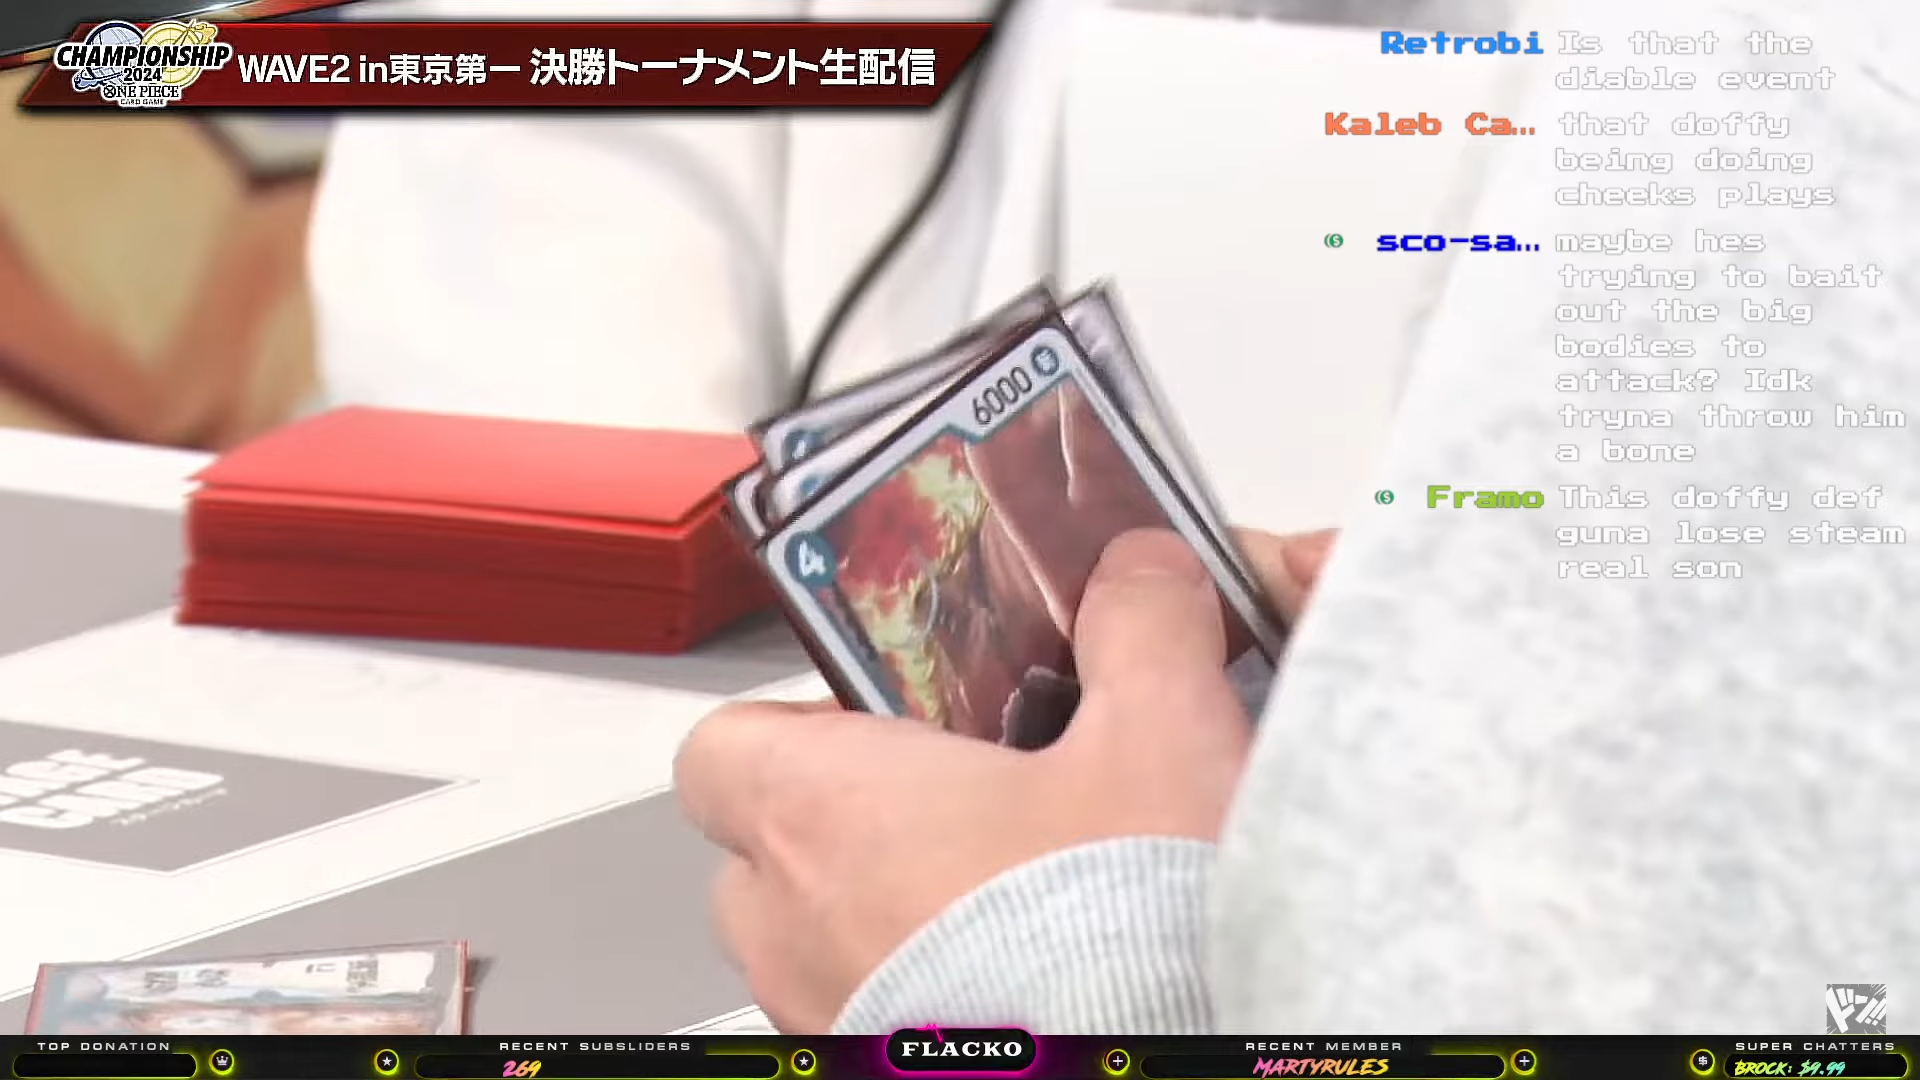 CHAMPIONSHIP
2024
ONE PIECE
CARD GAME
WAVE2 in東京第一 決勝トーナメント生配信
Retrobi Is that the
diable event
Kaleb Ca… that doffy
being doing
cheeks plays
sco-sa… maybe hes
trying to bait
out the big
bodies to
attack? Idk
tryna throw him
a bone
Framo This doffy def
guna lose steam
real son
6000
4
CARD
ドン!!
TOP DONATION
RECENT SUBSLIDERS
269
FLACKO
RECENT MEMBER
MARTYRULES
SUPER CHATTERS
BROCK: $9.99